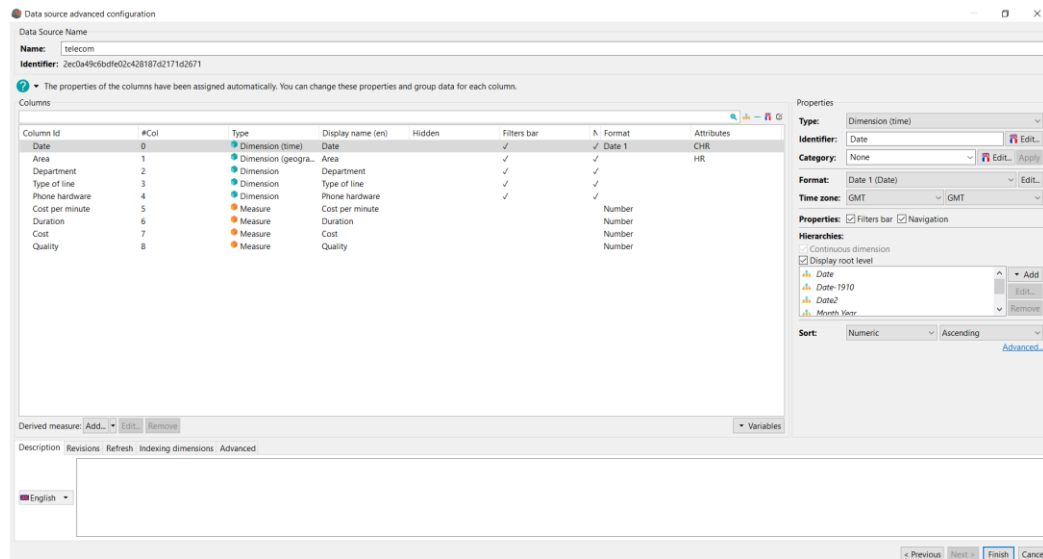 Data source advanced configuration
Data Source Name
Name: telecom
Identifier: 2ec0a49c6bdfe02c428187d2171d2671
? The properties of the columns have been assigned automatically. You can change these properties and group data for each column.
Columns
Column Id #Col Type Display name (en) Hidden Filters bar N Format Attributes
Date 0 Dimension (time) Date ✓ ✓ Date 1 CHR
Area 1 Dimension (geogra... Area ✓ ✓ HR
Department 2 Dimension Department ✓ ✓
Type of line 3 Dimension Type of line ✓ ✓
Phone hardware 4 Dimension Phone hardware ✓ ✓
Cost per minute 5 Measure Cost per minute Number
Duration 6 Measure Duration Number
Cost 7 Measure Cost Number
Quality 8 Measure Quality Number
Derived measure: Add... Edit... Remove Variables
Properties
Type: Dimension (time)
Identifier: Date Edit...
Category: None Edit... Apply
Format: Date 1 (Date) Edit...
Time zone: GMT GMT
Properties: Filters bar Navigation
Hierarchies:
Continuous dimension
Display root level
Date Add
Date-1910 Edit...
Date2 Remove
Month Year
Sort: Numeric Ascending
Advanced...
Description Revisions Refresh Indexing dimensions Advanced
English
< Previous Next > Finish Cance